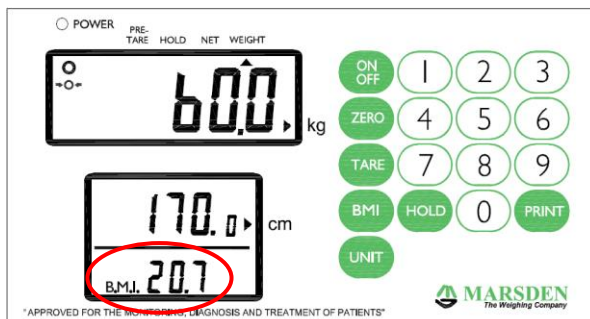 POWER
PRE-
TARE HOLD NET WEIGHT
60.0 kg
170.0 cm
B.M.I. 20.7
ON
OFF
1 2 3
ZERO 4 5 6
TARE 7 8 9
BMI HOLD 0 PRINT
UNIT
MARSDEN
The Weighing Company
"APPROVED FOR THE MONITORING, DIAGNOSIS AND TREATMENT OF PATIENTS"